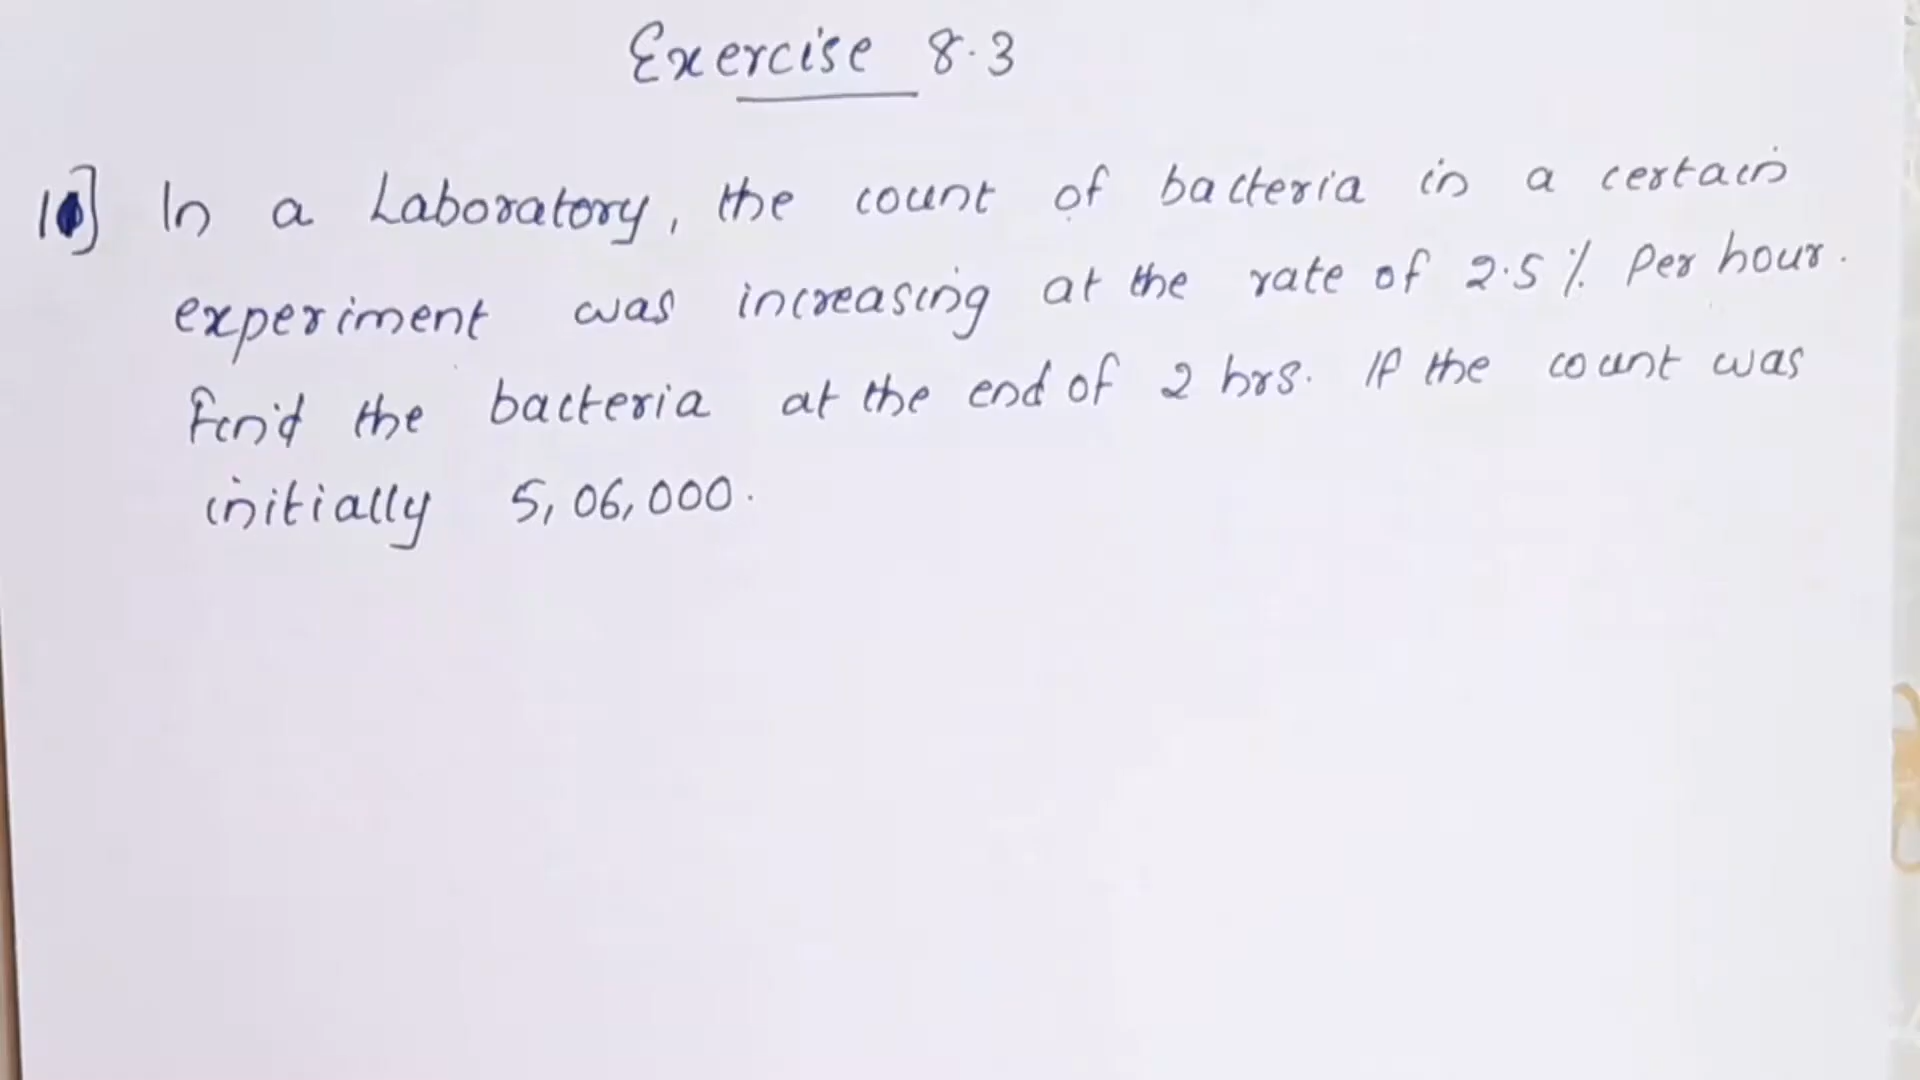 Exercise 8.3
1] In a Laboratory, the count of bacteria in a certain
experiment was increasing at the rate of 2.5% Per hour.
Find the bacteria at the end of 2 hrs. If the count was
initially 5,06,000.